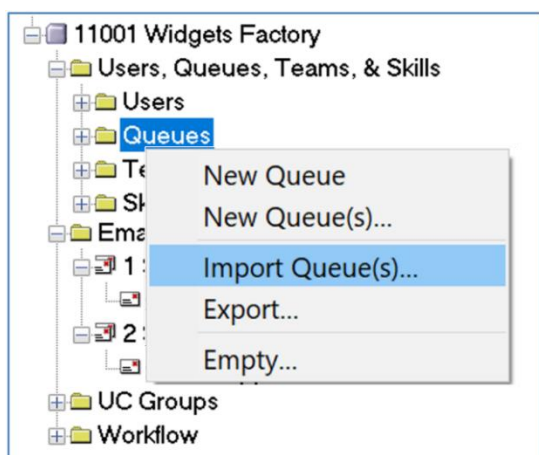 11001 Widgets Factory
Users, Queues, Teams, & Skills
Users
Queues
New Queue
New Queue(s)...
Import Queue(s)...
Export...
Empty...
UC Groups
Workflow